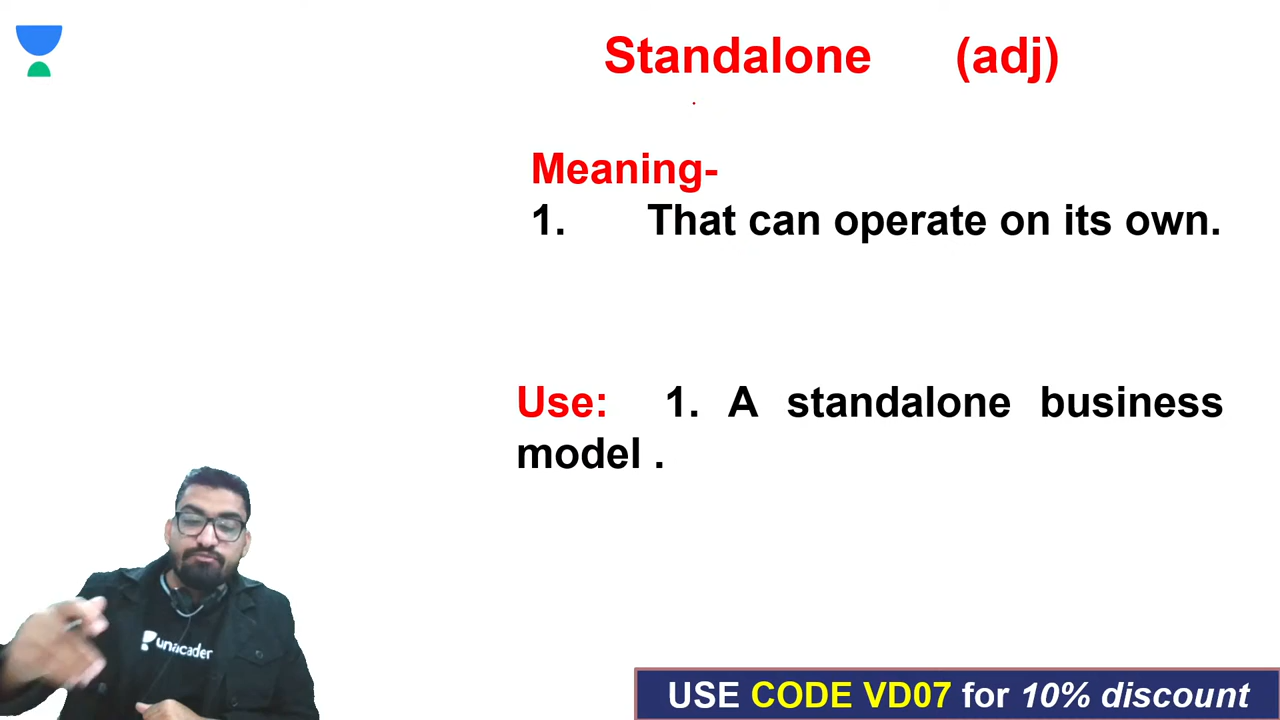 Standalone (adj)
Meaning-
1. That can operate on its own.
Use: 1. A standalone business
model .
unacader
USE CODE VD07 for 10% discount